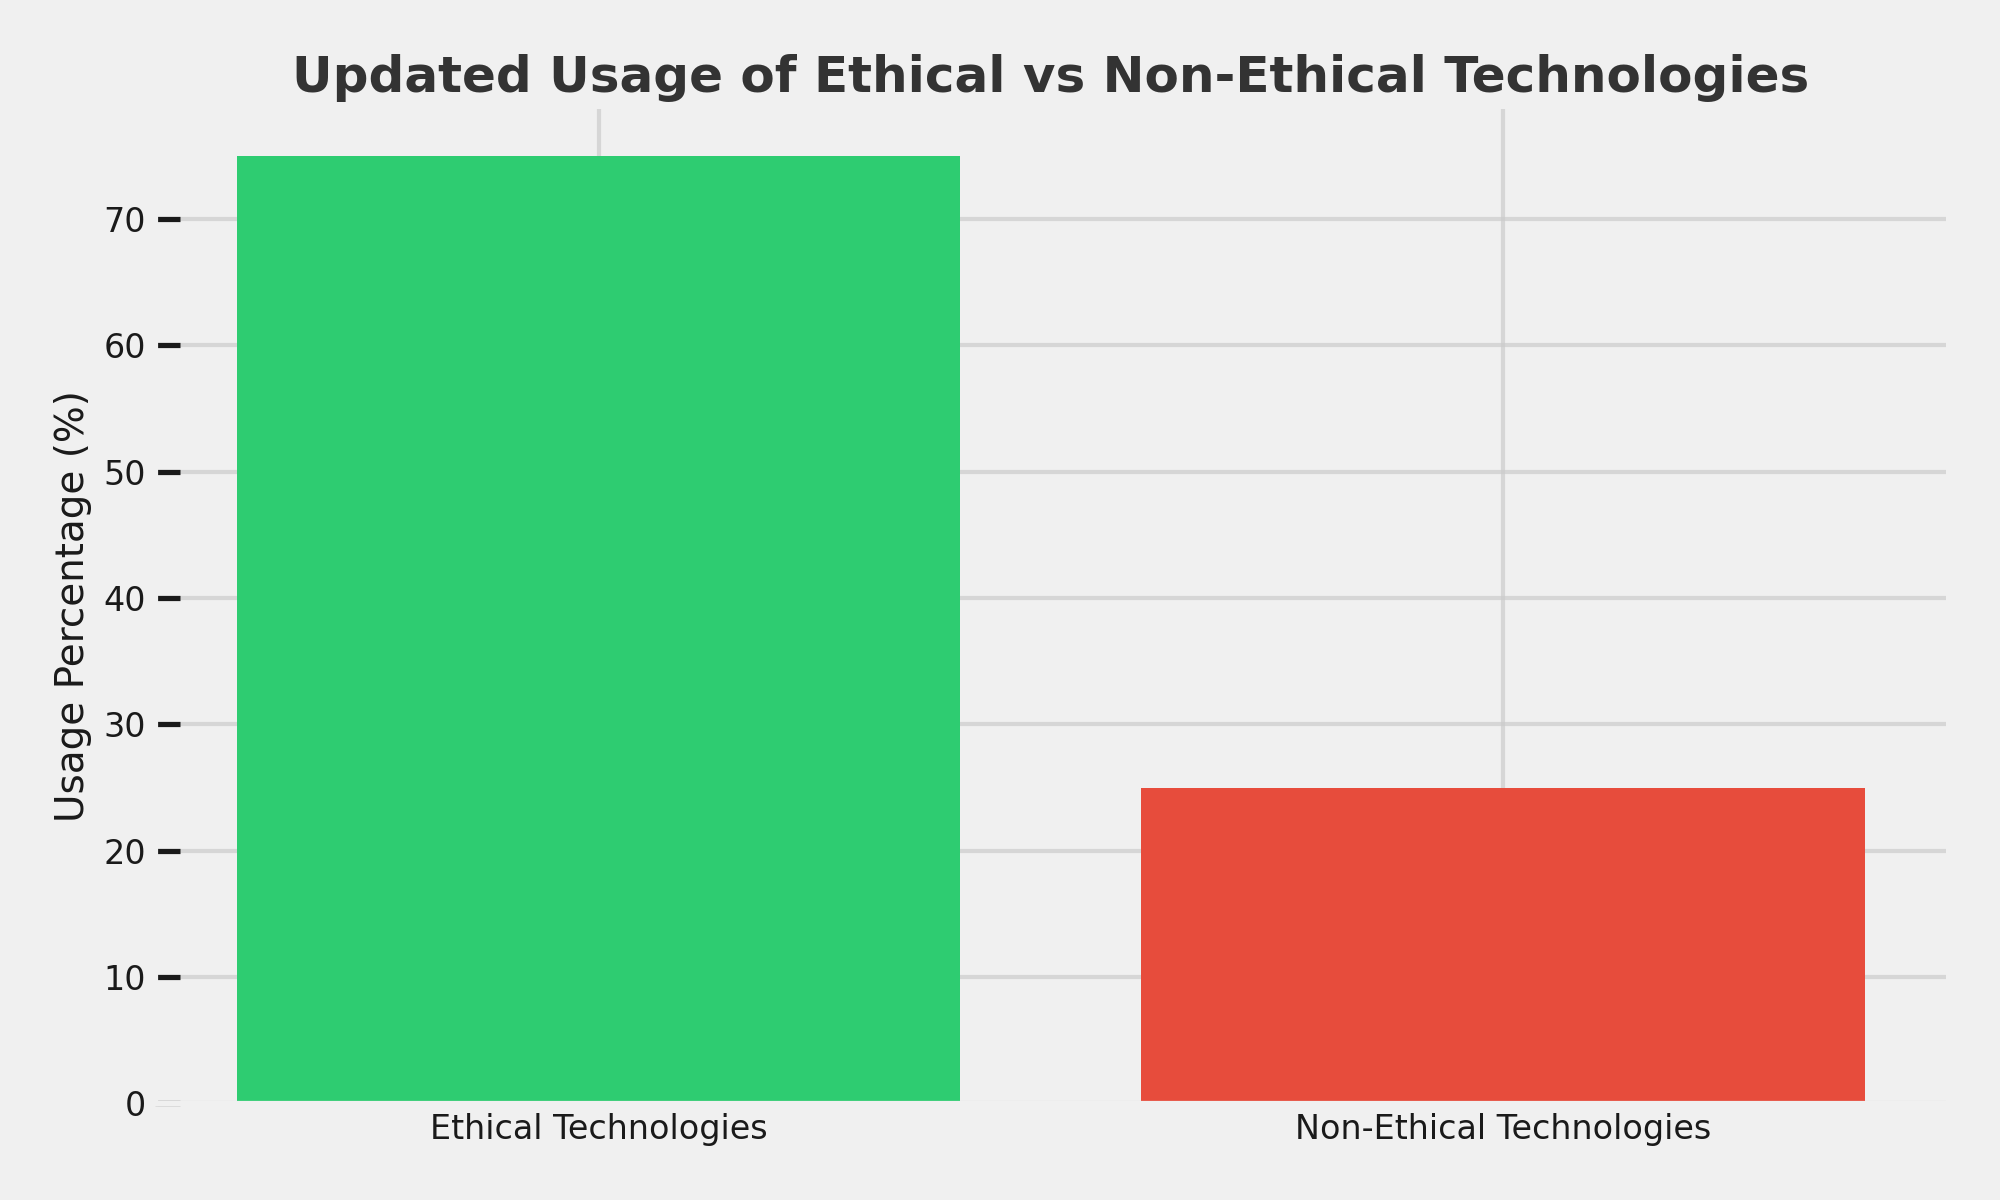 Updated Usage of Ethical vs Non-Ethical Technologies
Usage Percentage (%)
70
60
50
40
30
20
10
0
Ethical Technologies
Non-Ethical Technologies